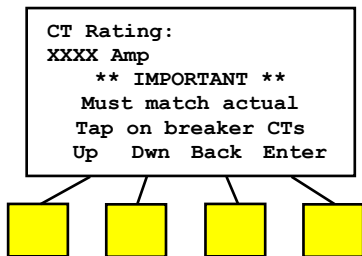 CT Rating:
XXXX Amp
** IMPORTANT **
Must match actual
Tap on breaker CTs
Up Dwn Back Enter